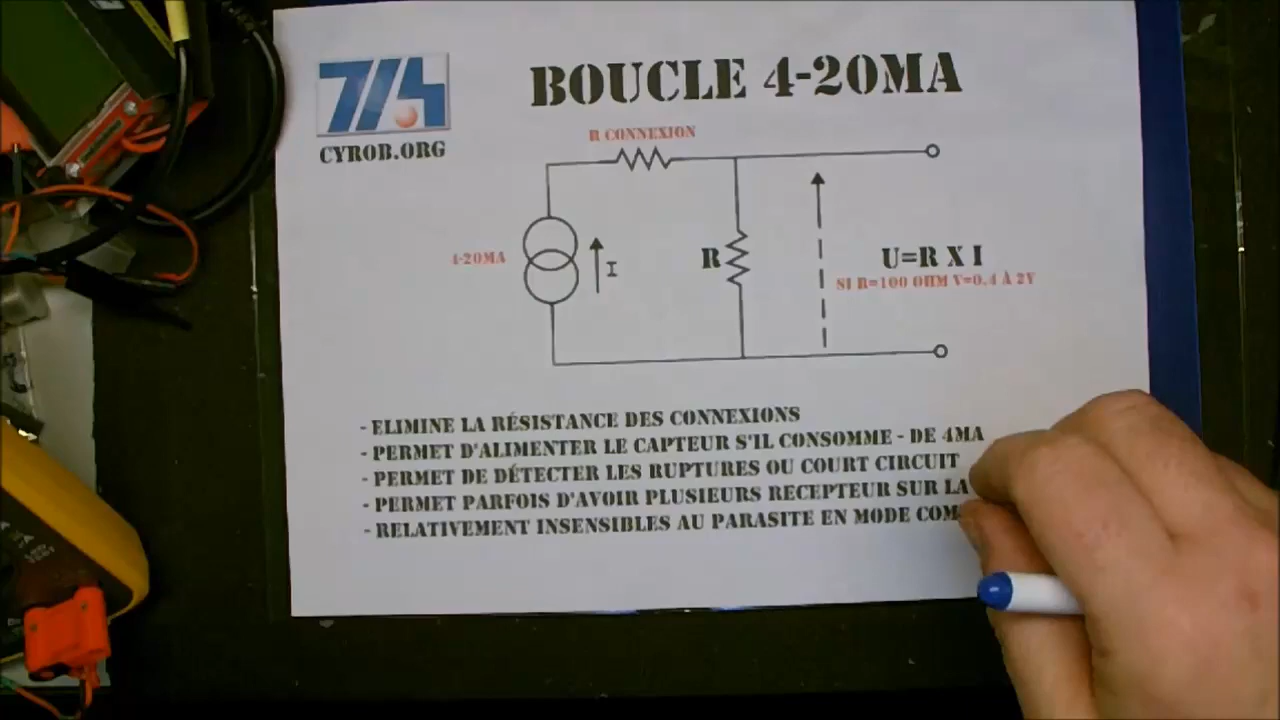 BOUCLE 4-20MA
CYROB.ORG
R CONNEXION
4-20MA
I
R
U=R X I
SI R=100 OHM V=0.4 À 2V
- ELIMINE LA RÉSISTANCE DES CONNEXIONS
- PERMET D'ALIMENTER LE CAPTEUR S'IL CONSOMME - DE 4MA
- PERMET DE DÉTECTER LES RUPTURES OU COURT CIRCUIT
- PERMET PARFOIS D'AVOIR PLUSIEURS RECEPTEUR SUR LA
- RELATIVEMENT INSENSIBLES AU PARASITE EN MODE COM